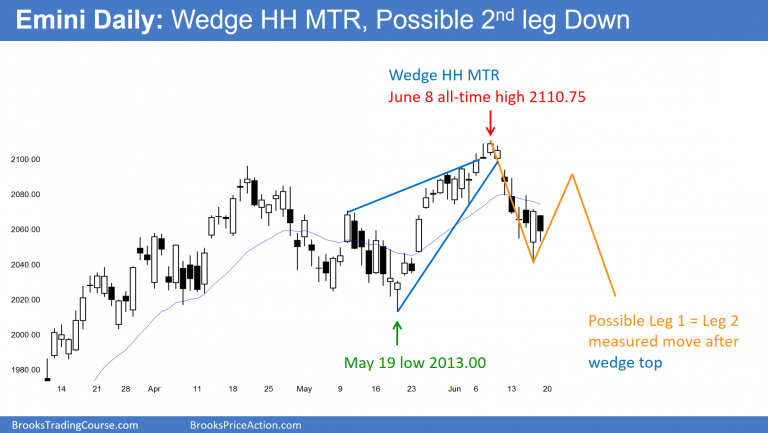 Emini Daily: Wedge HH MTR, Possible 2nd leg Down
Wedge HH MTR
June 8 all-time high 2110.75
2100.00
2080.00
2060.00
2040.00
2020.00
2000.00
1980.00
May 19 low 2013.00
Possible Leg 1 = Leg 2
measured move after
wedge top
14 21 28 Apr 11 18 25 May 9 16 23 Jun 6 13 20
BrooksTradingCourse.com BrooksPriceAction.com